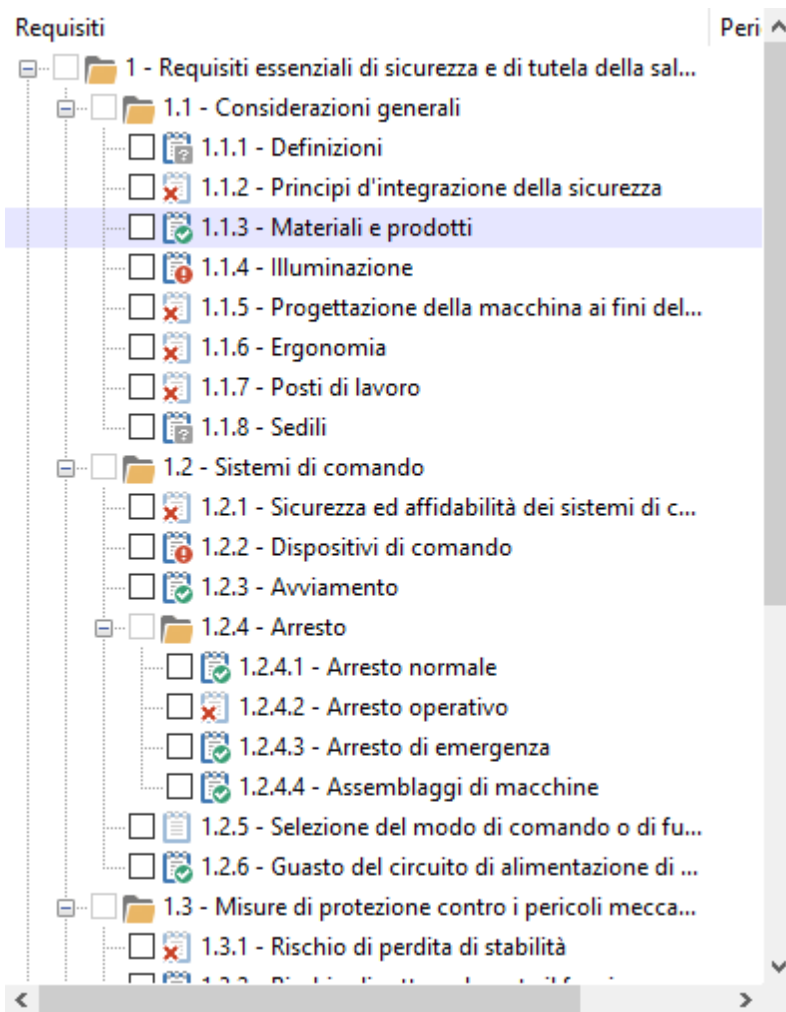 Requisiti Peri
1 - Requisiti essenziali di sicurezza e di tutela della sal...
1.1 - Considerazioni generali
1.1.1 - Definizioni
1.1.2 - Principi d'integrazione della sicurezza
1.1.3 - Materiali e prodotti
1.1.4 - Illuminazione
1.1.5 - Progettazione della macchina ai fini del...
1.1.6 - Ergonomia
1.1.7 - Posti di lavoro
1.1.8 - Sedili
1.2 - Sistemi di comando
1.2.1 - Sicurezza ed affidabilità dei sistemi di c...
1.2.2 - Dispositivi di comando
1.2.3 - Avviamento
1.2.4 - Arresto
1.2.4.1 - Arresto normale
1.2.4.2 - Arresto operativo
1.2.4.3 - Arresto di emergenza
1.2.4.4 - Assemblaggi di macchine
1.2.5 - Selezione del modo di comando o di fu...
1.2.6 - Guasto del circuito di alimentazione di ...
1.3 - Misure di protezione contro i pericoli mecca...
1.3.1 - Rischio di perdita di stabilità